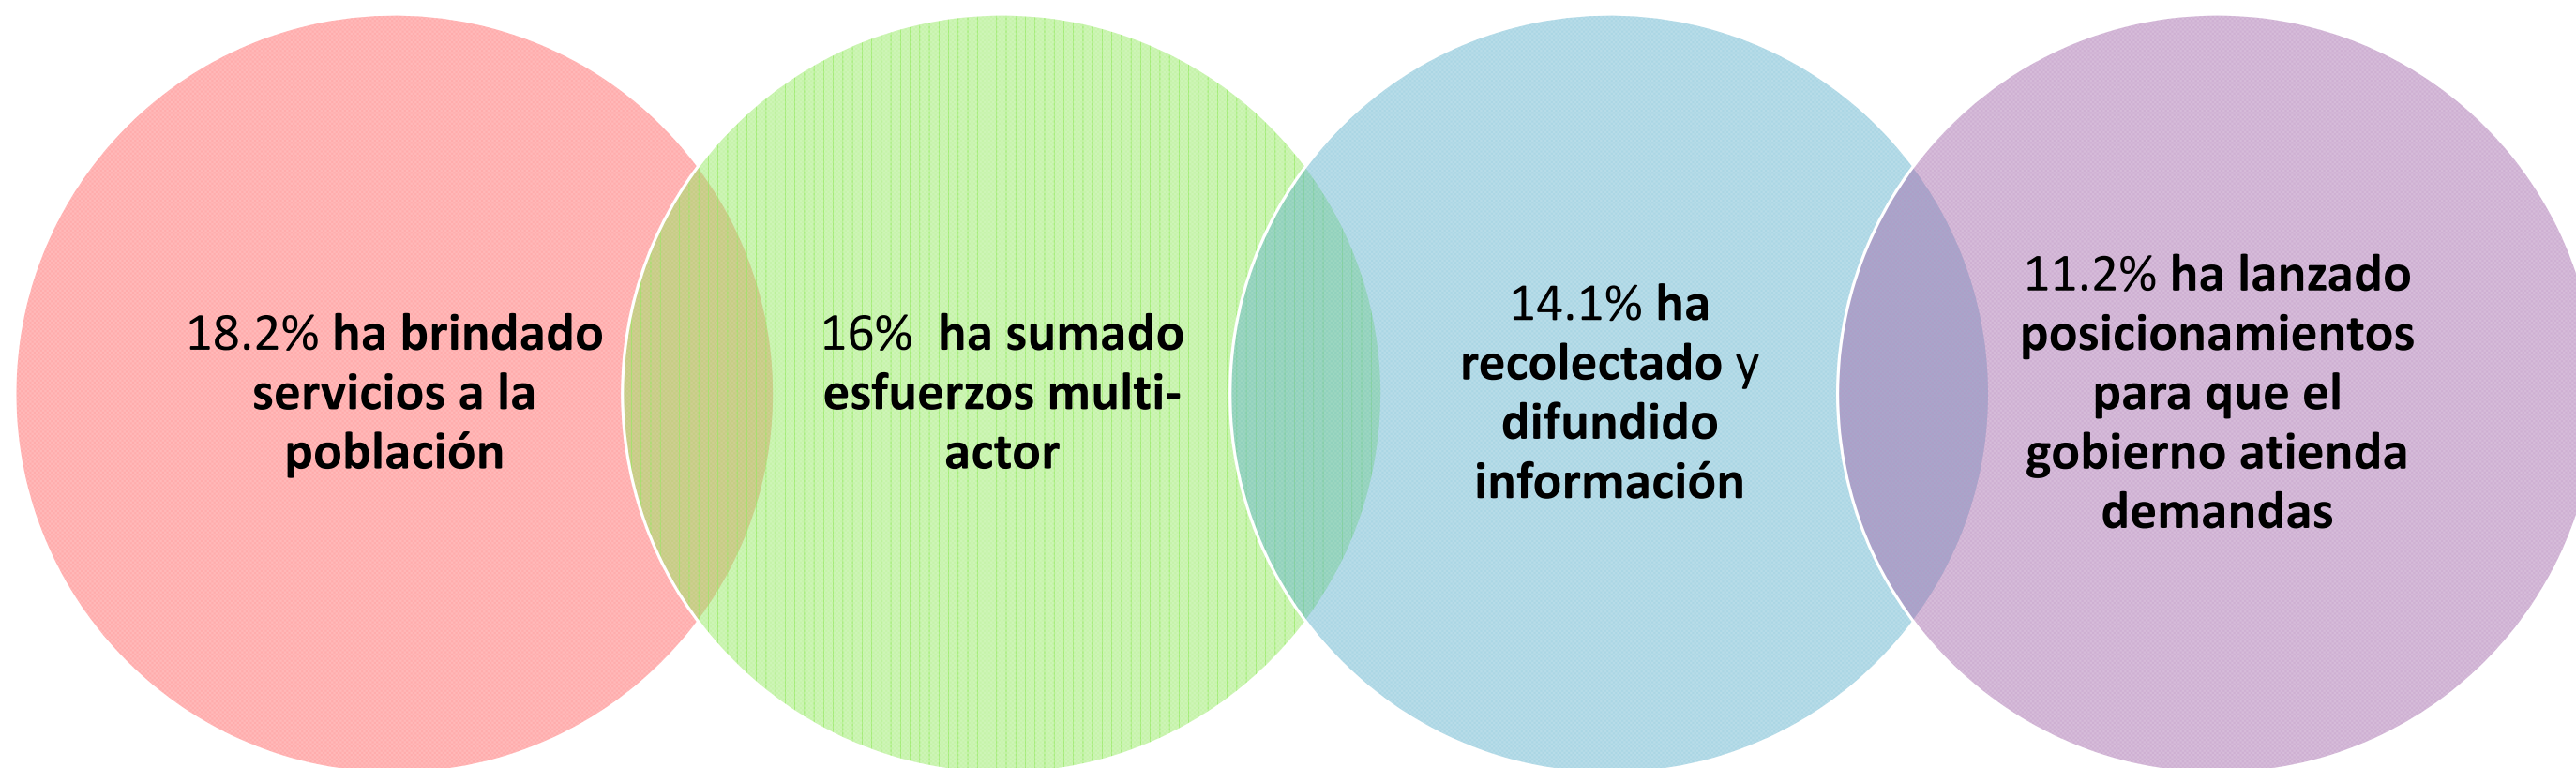 18.2% ha brindado
servicios a la
población
16%  ha sumado
esfuerzos multi-
actor
14.1% ha
recolectado y
difundido
información
11.2% ha lanzado
posicionamientos
para que el
gobierno atienda
demandas